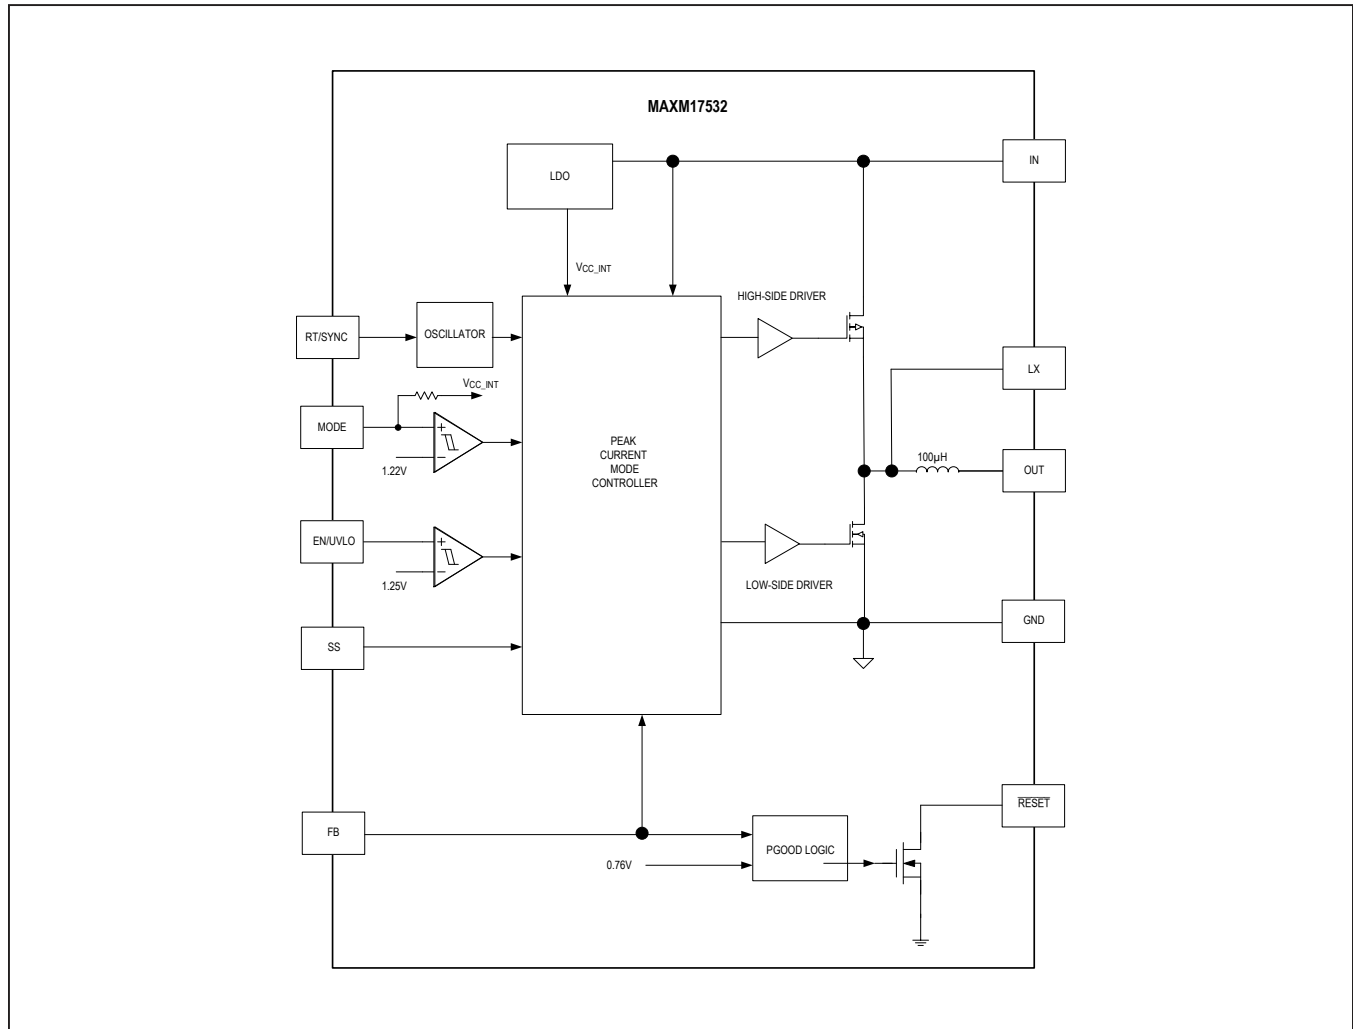 MAXM17532
LDO
IN
VCC_INT
HIGH-SIDE DRIVER
RT/SYNC
OSCILLATOR
VCC_INT
LX
MODE
1.22V
PEAK
CURRENT
MODE
CONTROLLER
100µH
OUT
EN/UVLO
1.25V
LOW-SIDE DRIVER
GND
SS
RESET
FB
PGOOD LOGIC
0.76V